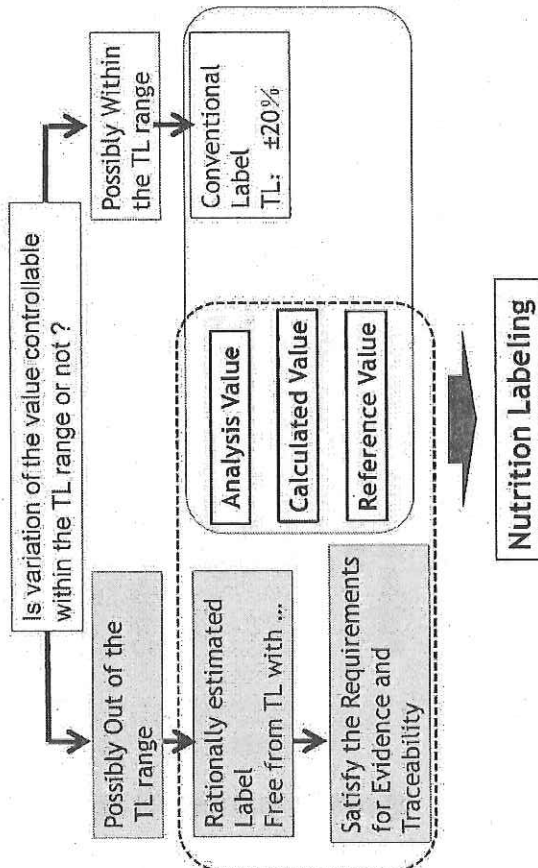 Is variation of the value controllable
within the TL range or not ?
Possibly Out of the
TL range
Possibly Within
the TL range
Rationally estimated
Label
Free from TL with ...
Satisfy the Requirements
for Evidence and
Traceability
Analysis Value
Calculated Value
Reference Value
Conventional
Label
TL: ±20%
Nutrition Labeling